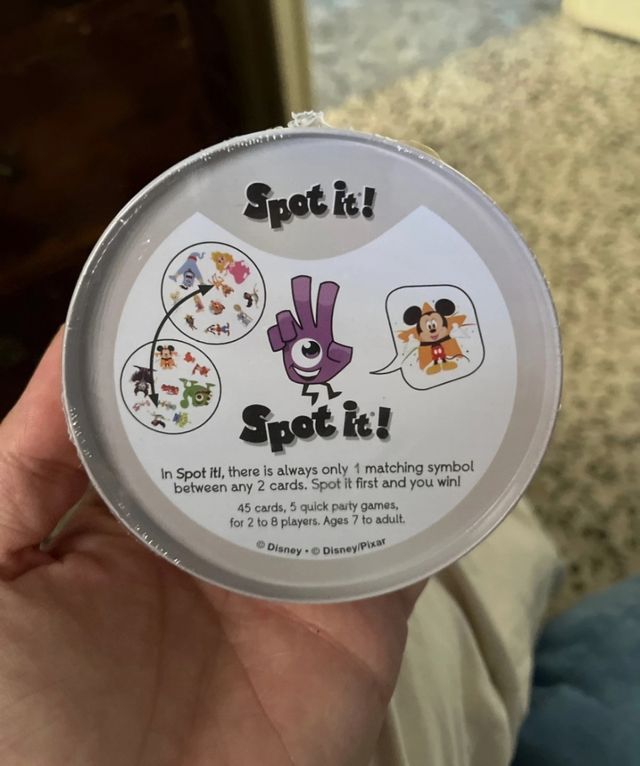 Spot it!
Spot it!
In Spot it!, there is always only 1 matching symbol
between any 2 cards. Spot it first and you win!
45 cards, 5 quick party games,
for 2 to 8 players. Ages 7 to adult.
© Disney • © Disney/Pixar